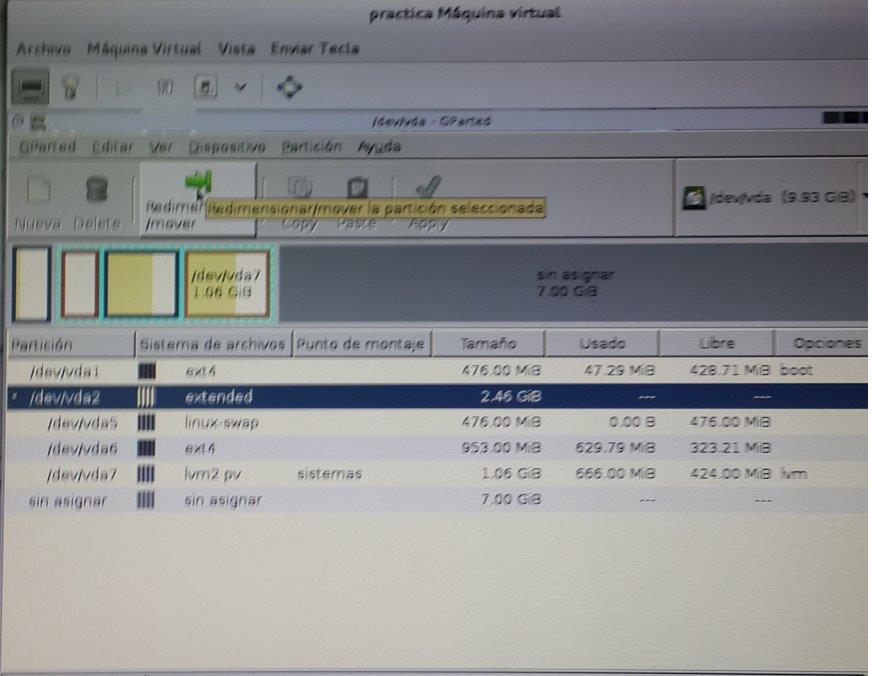 practica Máquina virtual
Archivo Máquina Virtual Vista Enviar Tecla
/dev/vda - GParted
GParted Editar Ver Dispositivo Partición Ayuda
Nueva Delete Redimensionar/mover la partición seleccionada
/mover Copy Paste Apply
/dev/vda (9.93 GiB)
/dev/vda7
1.06 GiB
sin asignar
7.00 GiB
Partición Sistema de archivos Punto de montaje Tamaño Usado Libre Opciones
/dev/vda1 ext4 476.00 MiB 47.29 MiB 428.71 MiB boot
/dev/vda2 extended 2.46 GiB --- ---
/dev/vda5 linux-swap 476.00 MiB 0.00 B 476.00 MiB
/dev/vda6 ext4 953.00 MiB 629.79 MiB 323.21 MiB
/dev/vda7 lvm2 pv sistemas 1.06 GiB 666.00 MiB 424.00 MiB lvm
sin asignar sin asignar 7.00 GiB --- ---